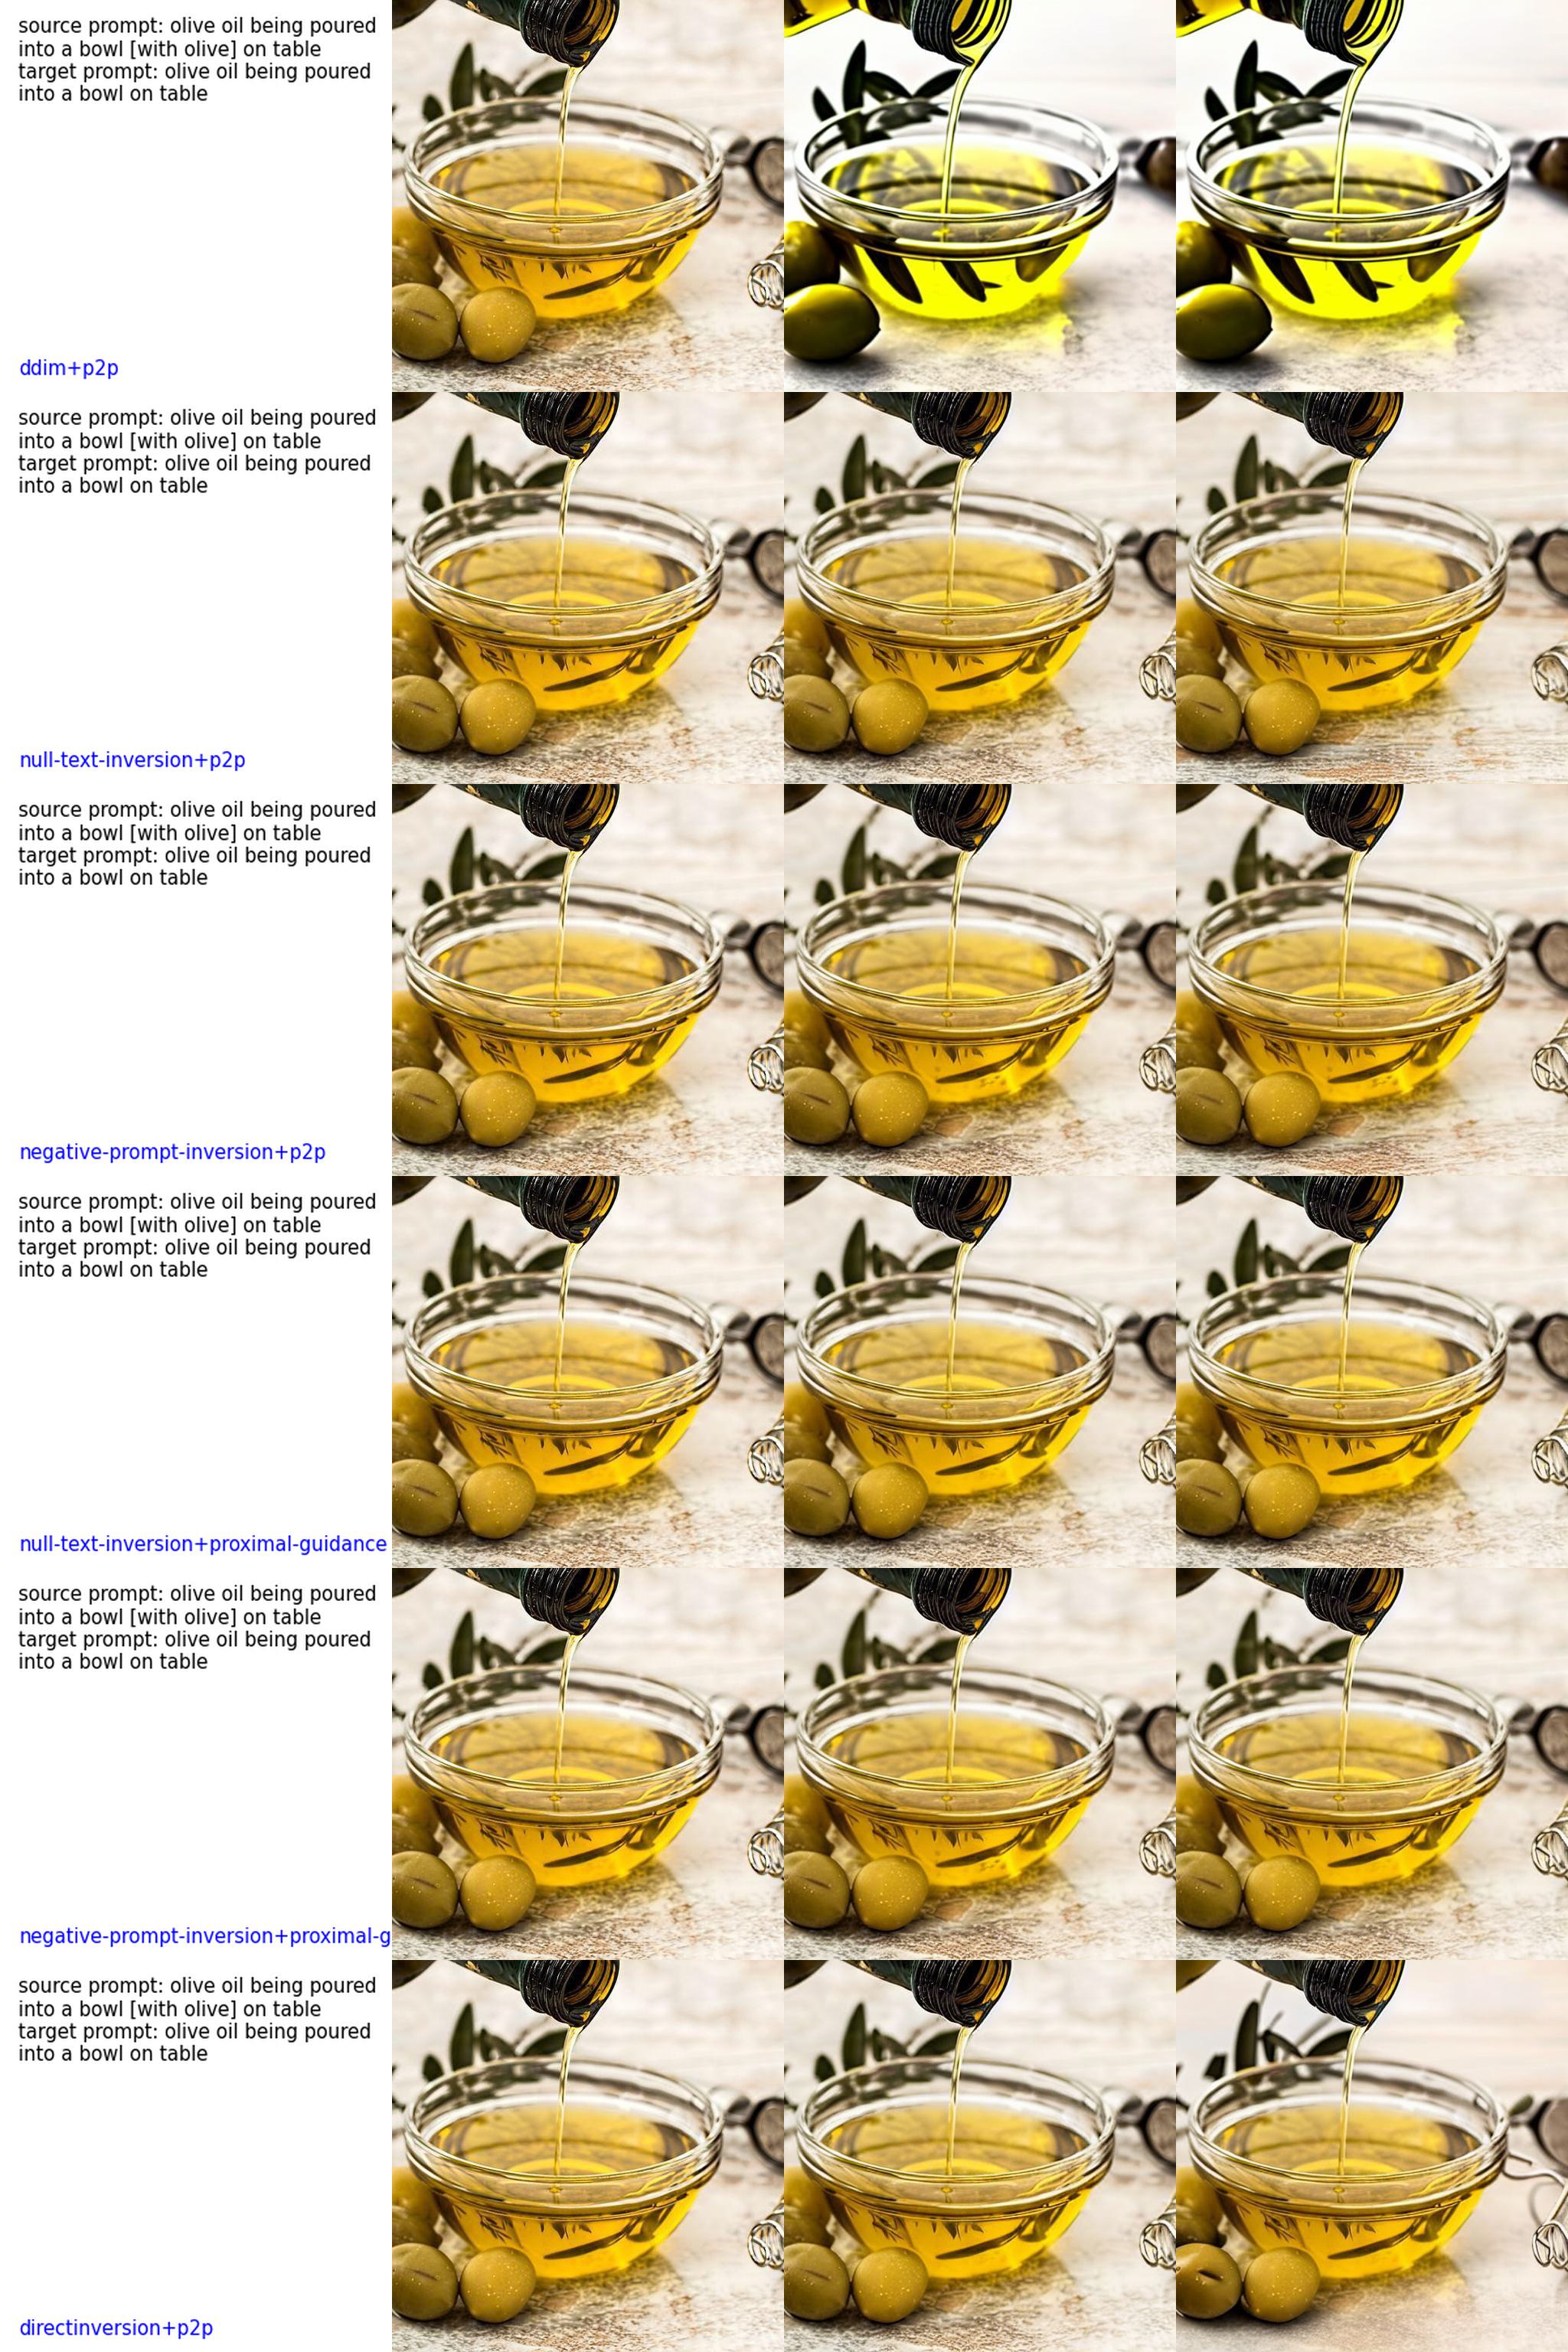 source prompt: olive oil being poured
into a bowl [with olive] on table
target prompt: olive oil being poured
into a bowl on table
ddim+p2p
source prompt: olive oil being poured
into a bowl [with olive] on table
target prompt: olive oil being poured
into a bowl on table
null-text-inversion+p2p
source prompt: olive oil being poured
into a bowl [with olive] on table
target prompt: olive oil being poured
into a bowl on table
negative-prompt-inversion+p2p
source prompt: olive oil being poured
into a bowl [with olive] on table
target prompt: olive oil being poured
into a bowl on table
null-text-inversion+proximal-guidance
source prompt: olive oil being poured
into a bowl [with olive] on table
target prompt: olive oil being poured
into a bowl on table
negative-prompt-inversion+proximal-g
source prompt: olive oil being poured
into a bowl [with olive] on table
target prompt: olive oil being poured
into a bowl on table
directinversion+p2p